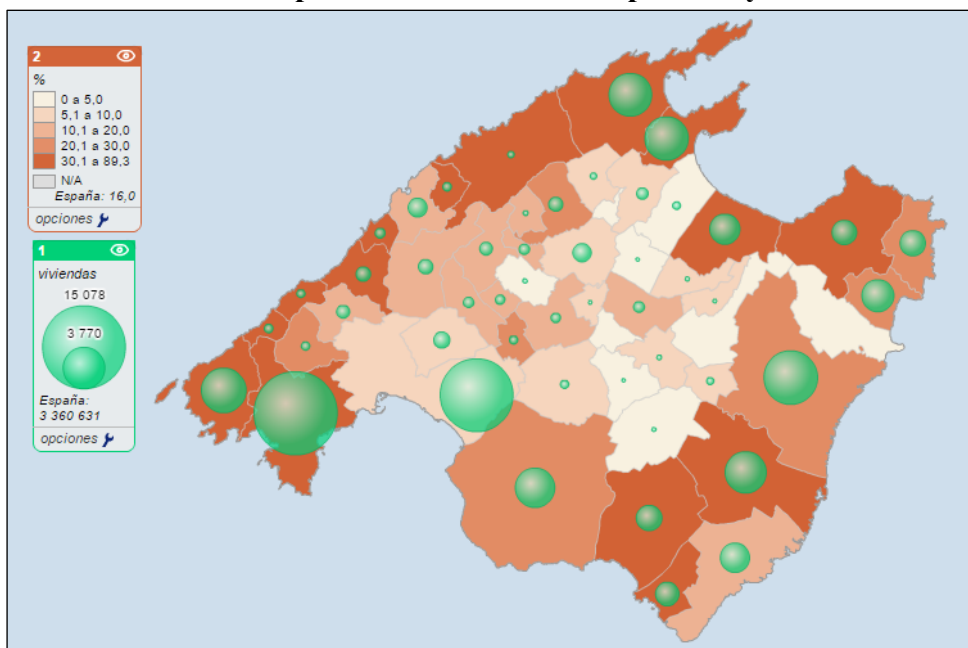 2
%
0 a 5,0
5,1 a 10,0
10,1 a 20,0
20,1 a 30,0
30,1 a 89,3
N/A
España: 16,0
opciones
1
viviendas
15 078
3 770
España:
3 360 631
opciones